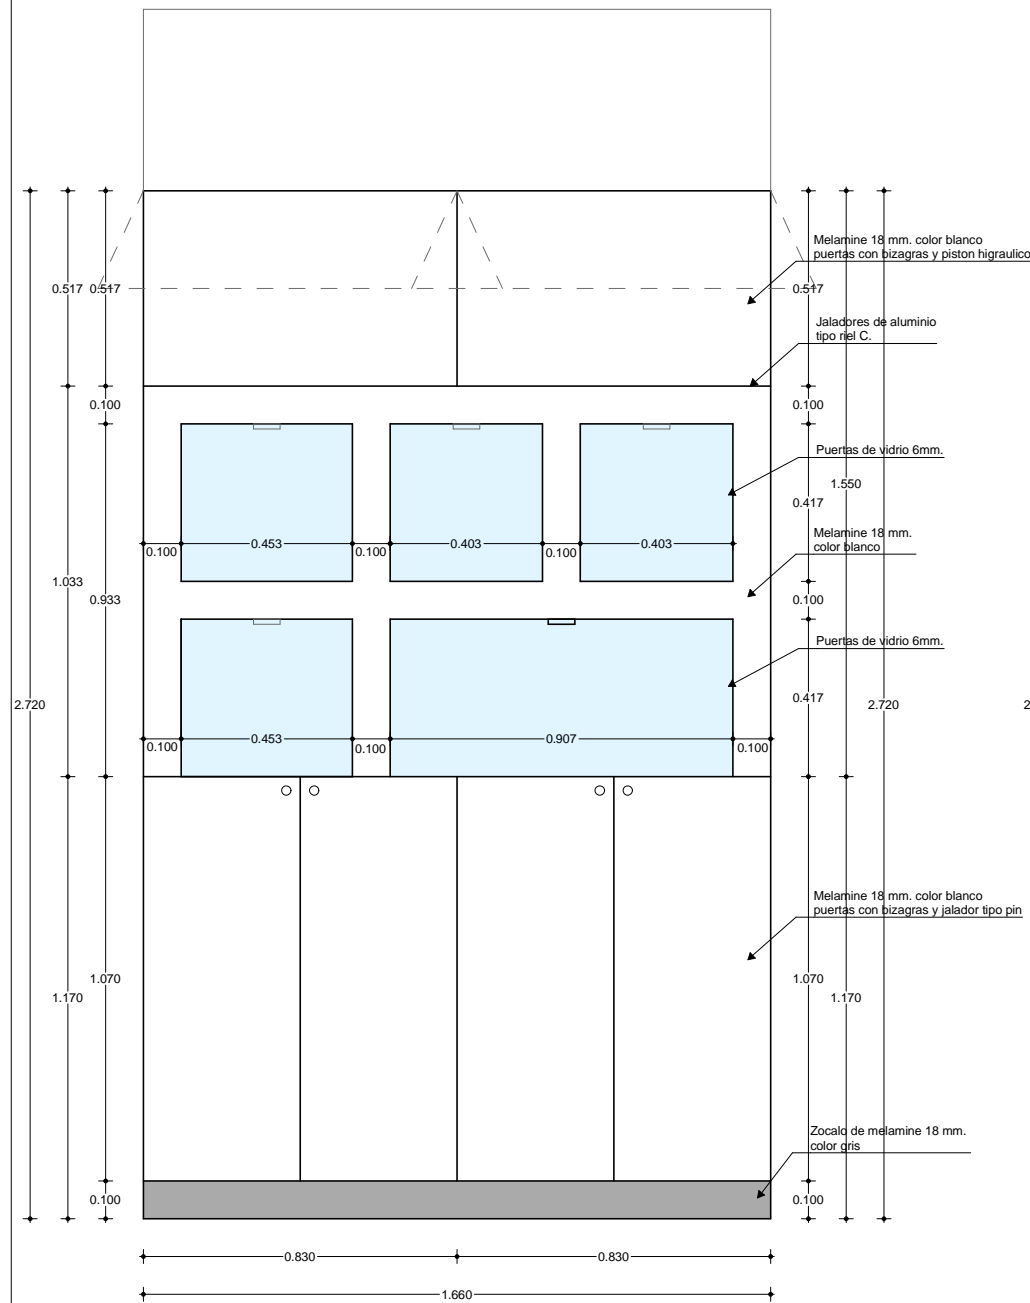 Melamine 18 mm. color blanco
puertas con bizagras y piston higraulico
0.517 0.517 0.517
Jaladores de aluminio
tipo riel C.
0.100 0.100
Puertas de vidrio 6mm.
1.550
0.417
Melamine 18 mm.
color blanco
0.100 0.453 0.100 0.403 0.100 0.403
1.033
0.933 0.100
Puertas de vidrio 6mm.
0.417
2.720 2.720 2
0.100 0.453 0.100 0.907 0.100
Melamine 18 mm. color blanco
puertas con bizagras y jalador tipo pin
1.070 1.070
1.170 1.170
Zocalo de melamine 18 mm.
color gris
0.100 0.100
0.830 0.830
1.660